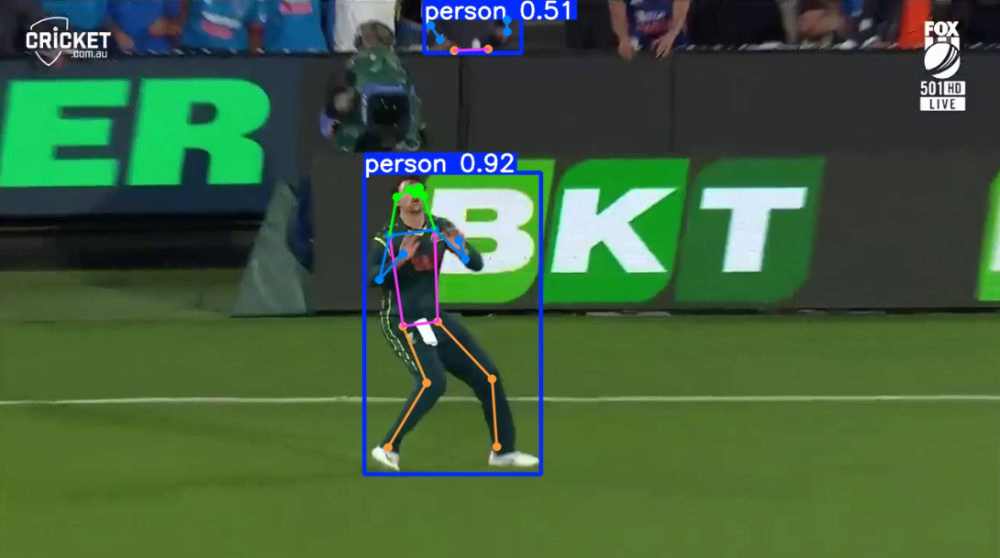 person 0.51
CRICKET
.com.au
FOX
501 HD
LIVE
ER
person 0.92
BKT